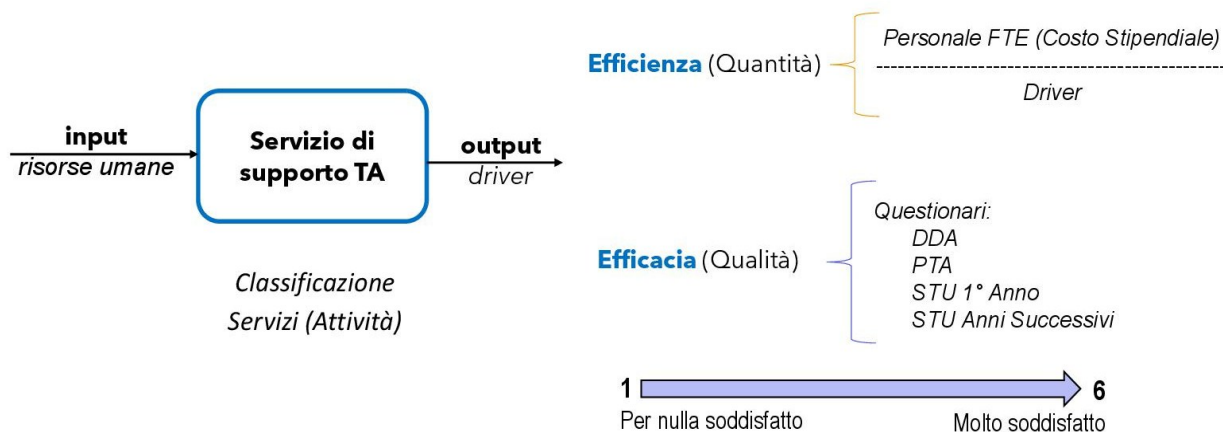 input
risorse umane
Servizio di
supporto TA
output
driver
Classificazione
Servizi (Attività)
Efficienza (Quantità)
Personale FTE (Costo Stipendiale)
------------------------------------------------------
Driver
Efficacia (Qualità)
Questionari:
DDA
PTA
STU 1° Anno
STU Anni Successivi
1
6
Per nulla soddisfatto
Molto soddisfatto